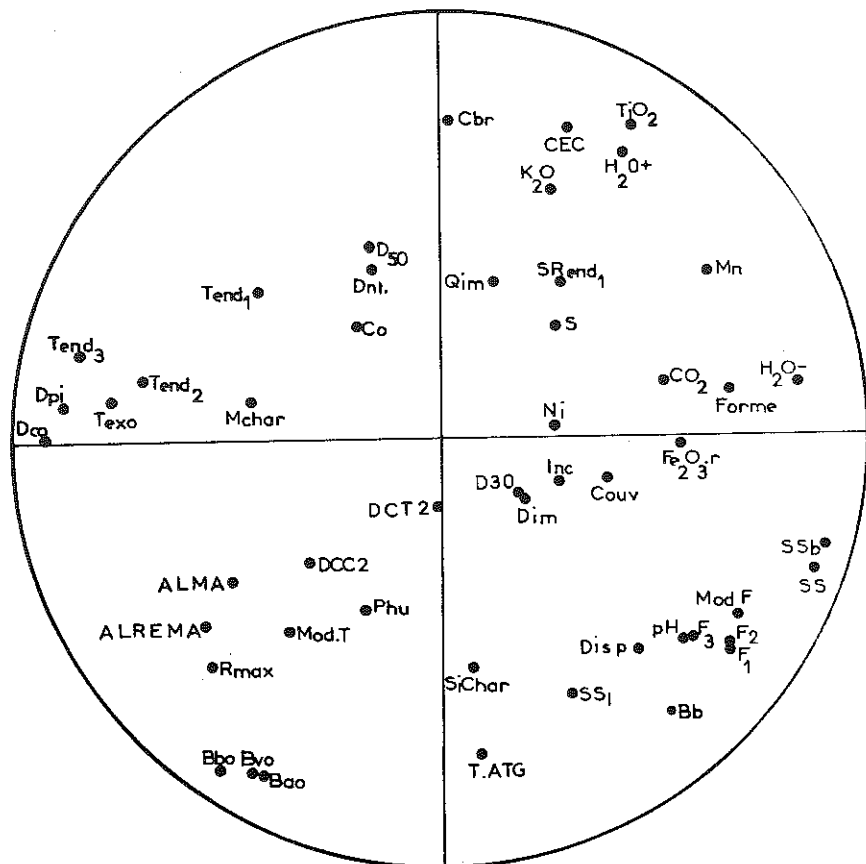 Cbr
TiO2
CEC
H2O+
K2O
D50
Dnt.
Qim
SRend1
Mn
Tend1
Co
S
Tend3
Tend2
CO2
H2O-
Dpi
Texo
Mchar
Ni
Forme
Dco
Fe2O3.r
D30
Inc
Couv
Dim
DCT2
SSb
SS
DCC2
ALMA
Phu
Mod F
ALREMA
Mod.T
pH
F3
F2
Disp
F1
Rmax
SiChar
SS1
Bb
Bbo
Bvo
Bao
T.ATG